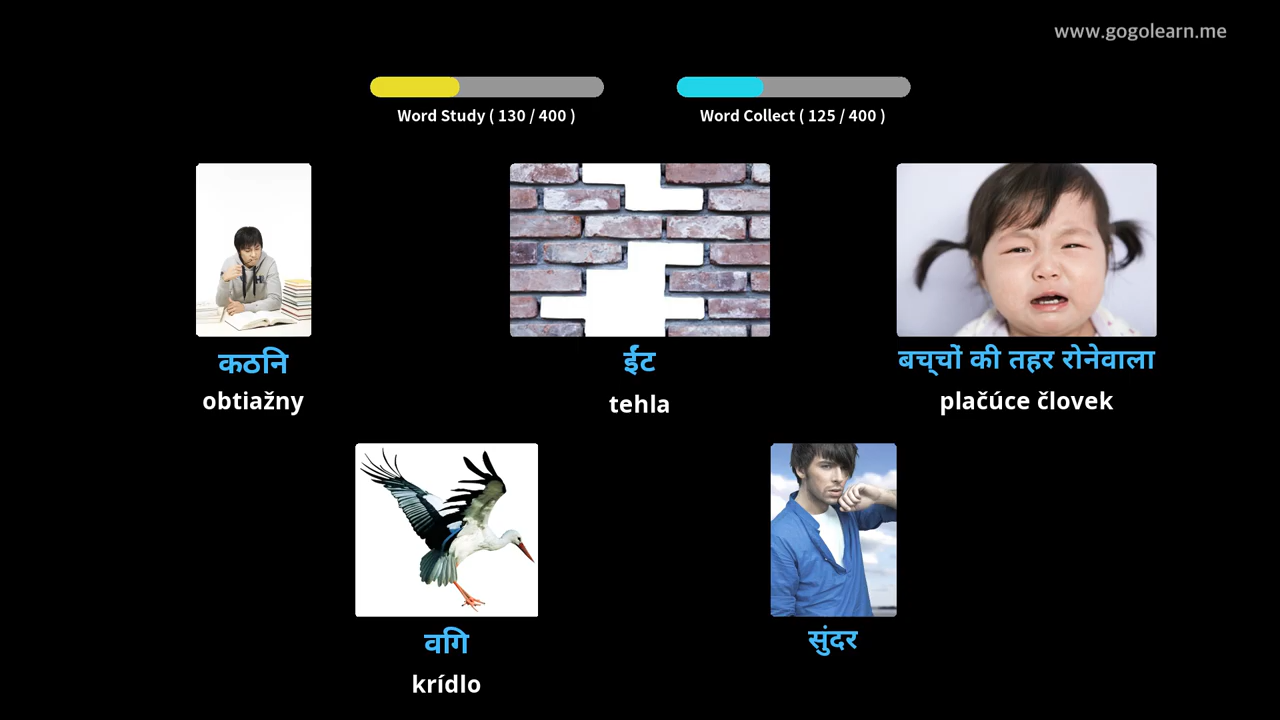 www.gogolearn.me
Word Study ( 130 / 400 )
Word Collect ( 125 / 400 )
कठनि
obtiažny
ईंट
tehla
बच्चों की तहर रोनेवाला
plačúce človek
वगि
krídlo
सुंदर